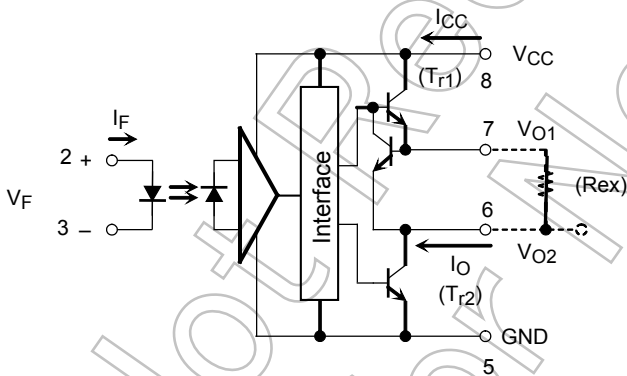 ICC
VCC
(Tr1)
8
IF
7
VO1
2 +
(Rex)
VF
Interface
6
3 –
VO2
IO
(Tr2)
GND
5